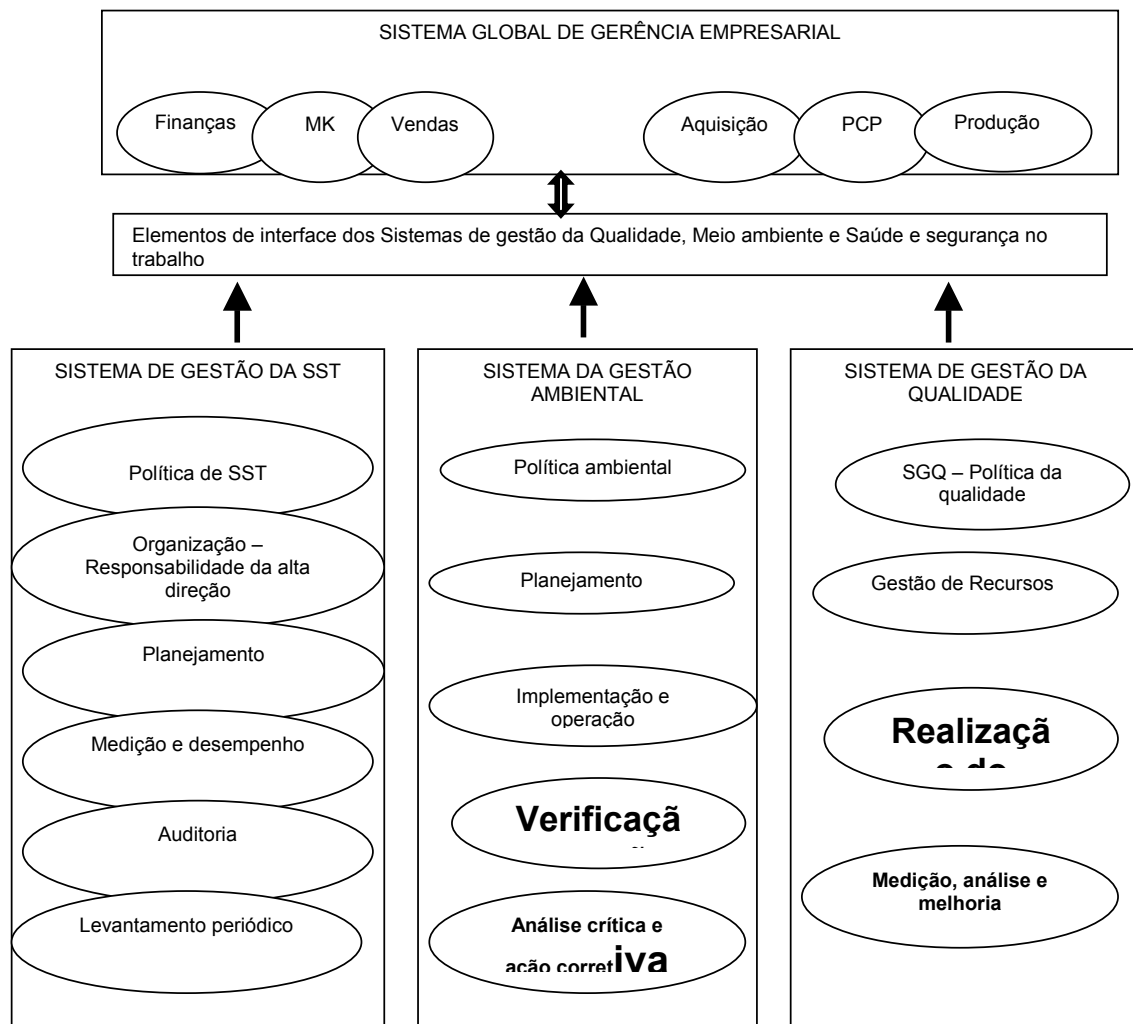 SISTEMA GLOBAL DE GERÊNCIA EMPRESARIAL
Finanças
MK
Vendas
Aquisição
PCP
Produção
Elementos de interface dos Sistemas de gestão da Qualidade, Meio ambiente e Saúde e segurança no
trabalho
SISTEMA DE GESTÃO DA SST
Política de SST
Organização –
Responsabilidade da alta
direção
Planejamento
Medição e desempenho
Auditoria
Levantamento periódico
SISTEMA DA GESTÃO
AMBIENTAL
Política ambiental
Planejamento
Implementação e
operação
Verificaçã
Análise crítica e
ação corretiva
SISTEMA DE GESTÃO DA
QUALIDADE
SGQ – Política da
qualidade
Gestão de Recursos
Realizaçã
Medição, análise e
melhoria